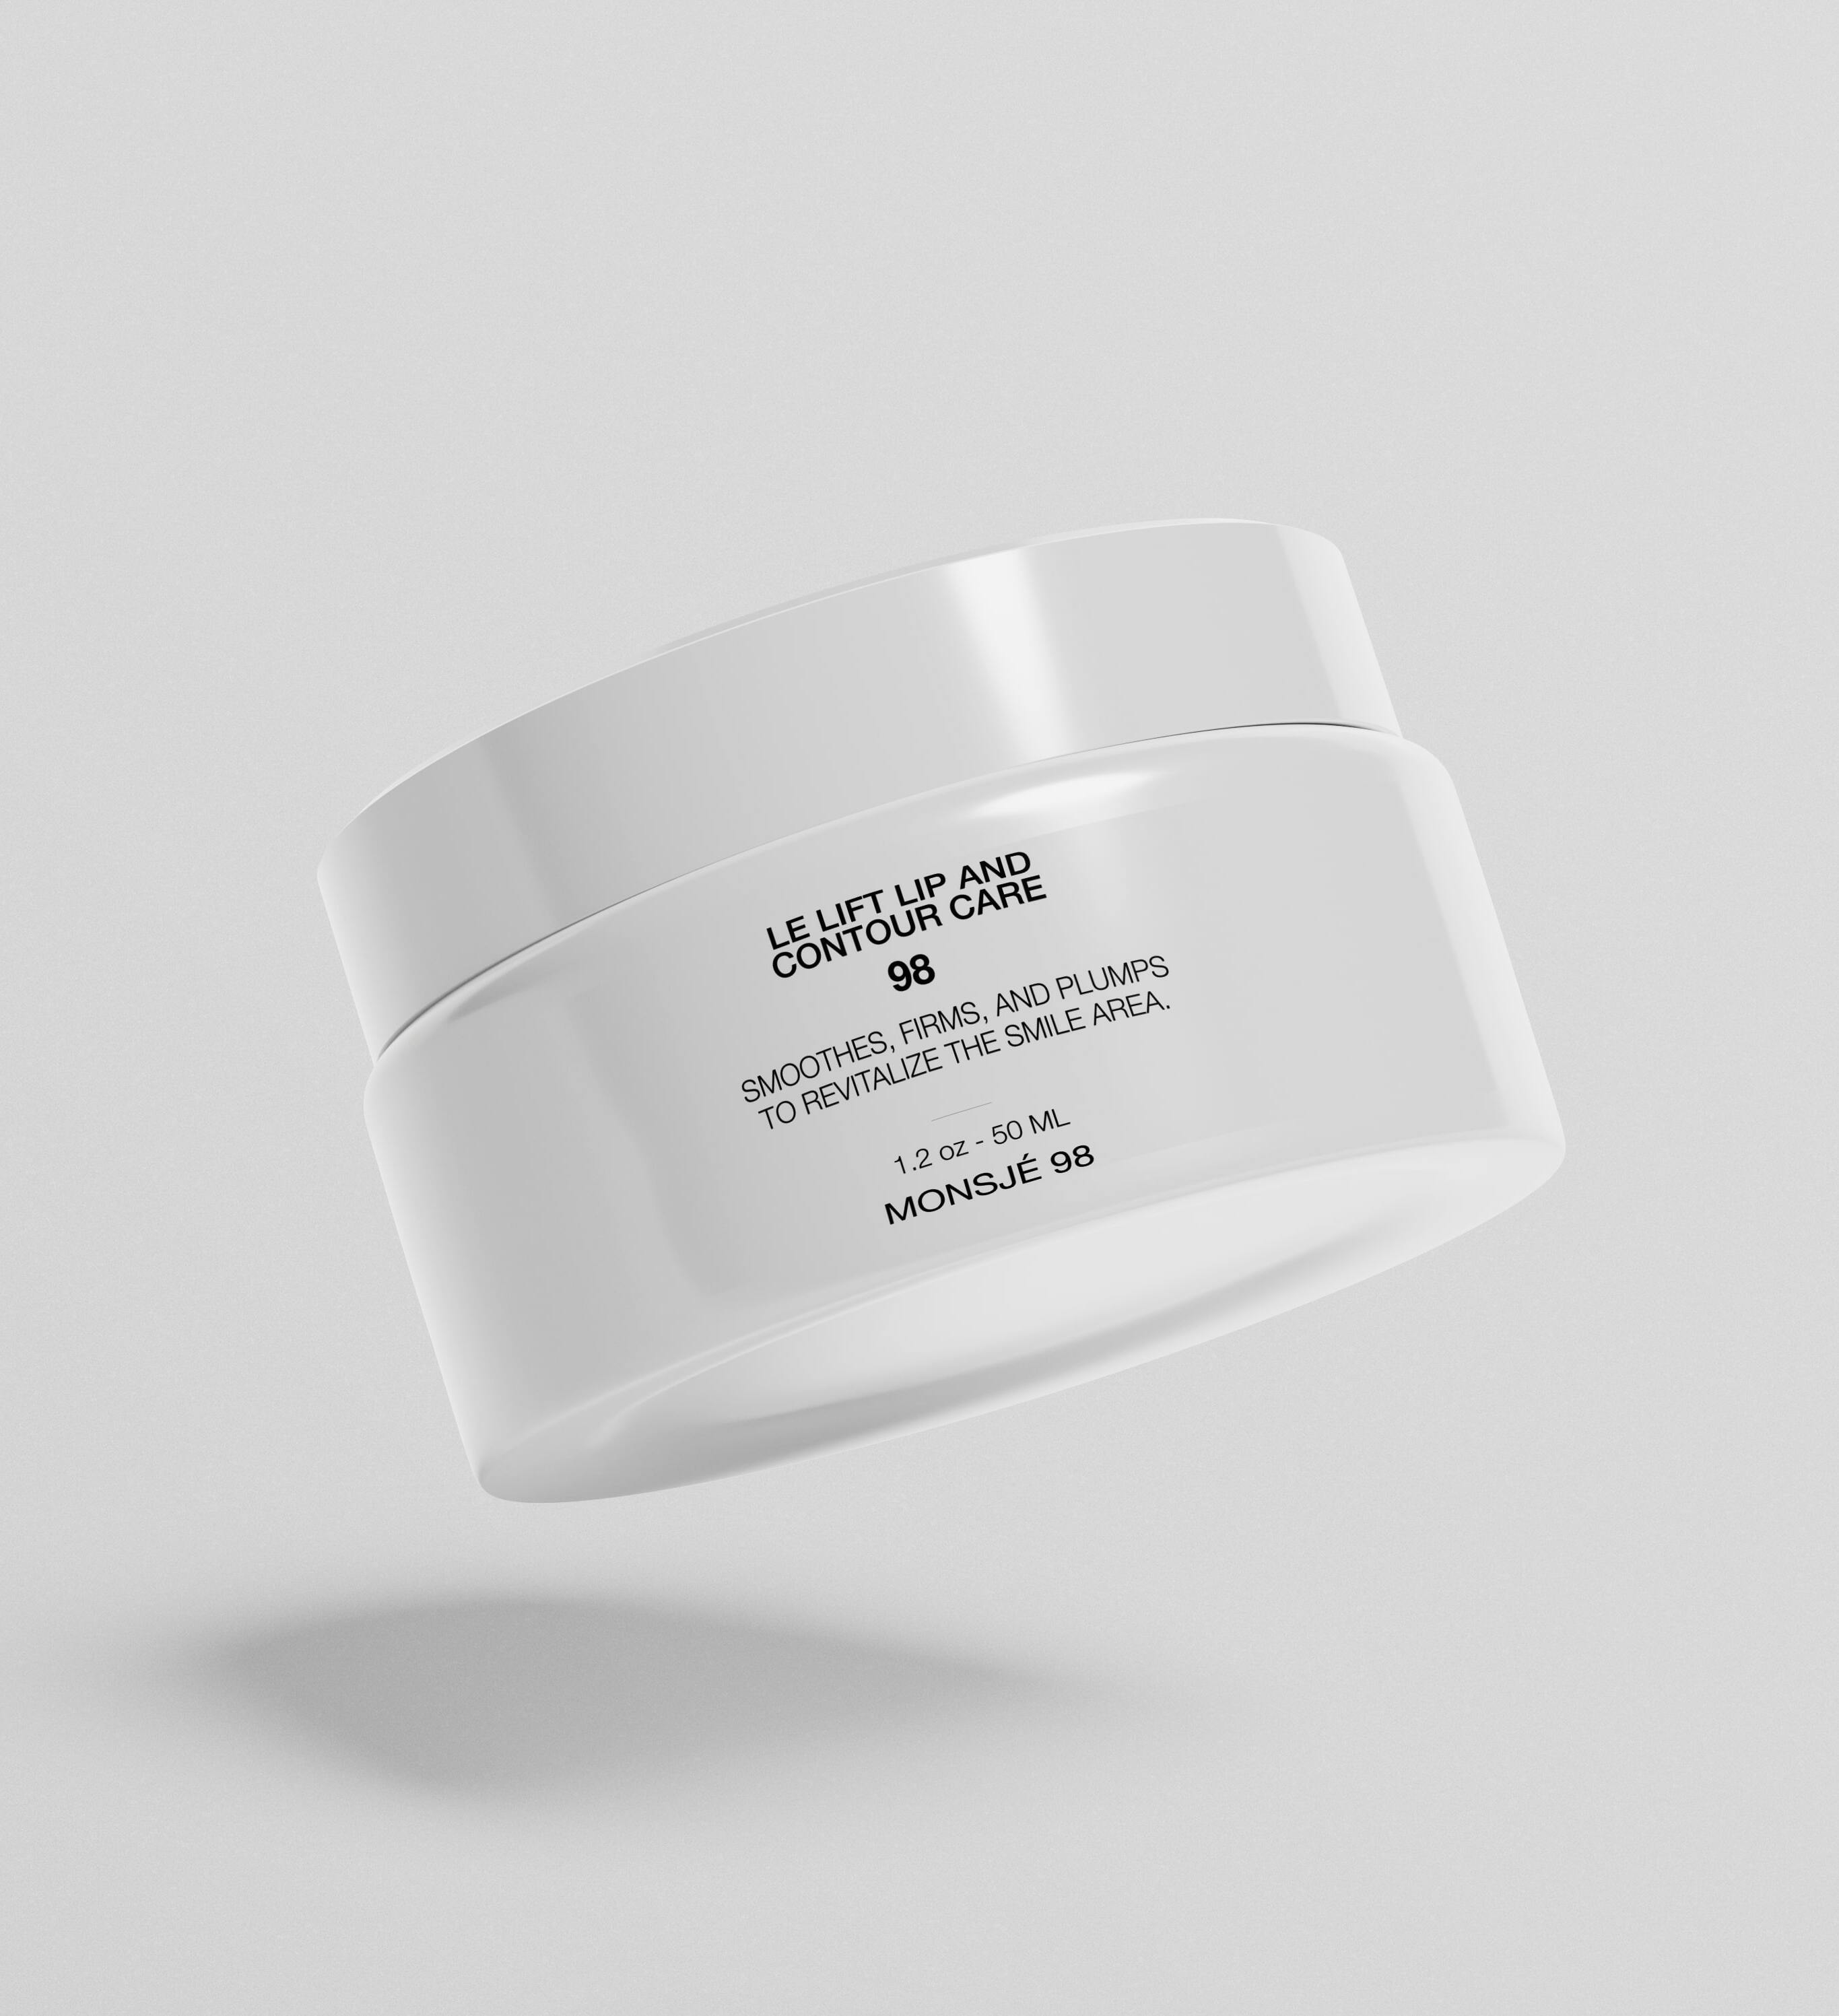 LE LIFT LIP AND
CONTOUR CARE
98
SMOOTHES, FIRMS, AND PLUMPS
TO REVITALIZE THE SMILE AREA.
1.2 oz - 50 ML
MONSJÉ 98